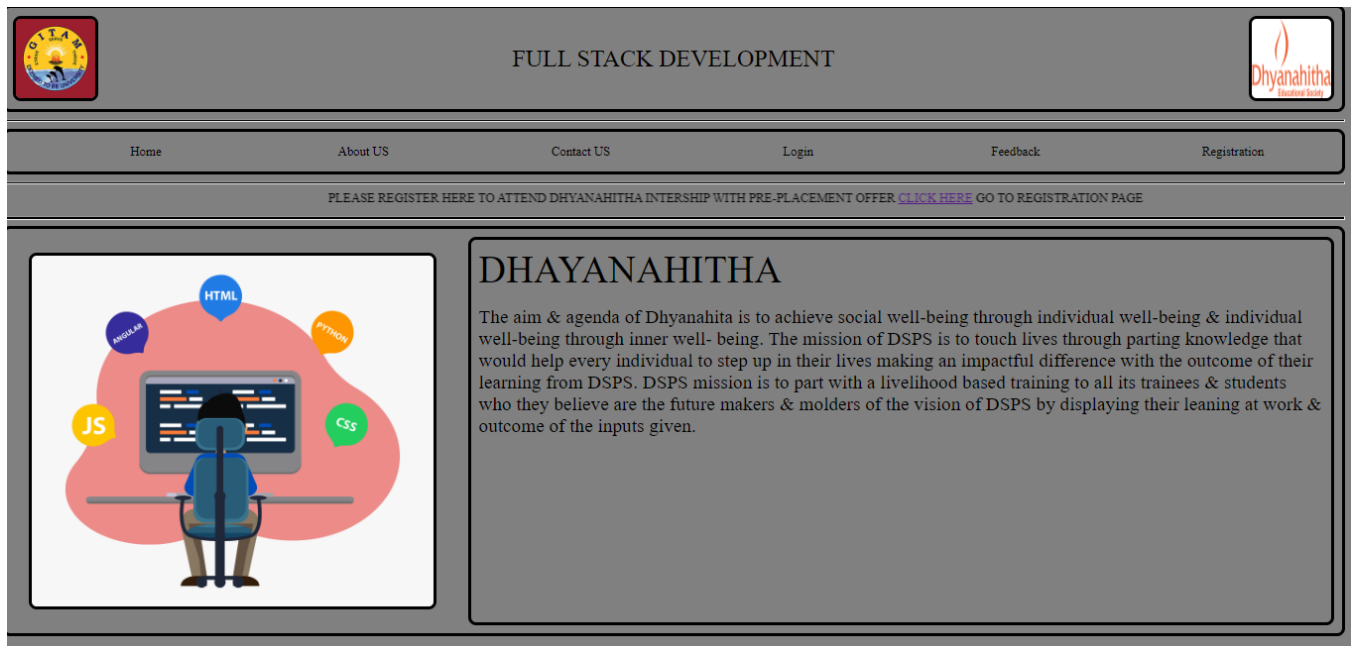 GITAM
FULL STACK DEVELOPMENT
Dhyanahitha
Educational Society
Home
About US
Contact US
Login
Feedback
Registration
PLEASE REGISTER HERE TO ATTEND DHYANAHITHA INTERSHIP WITH PRE-PLACEMENT OFFER CLICK HERE GO TO REGISTRATION PAGE
HTML
ANGULAR
PYTHON
JS
CSS
DHAYANAHITHA
The aim & agenda of Dhyanahita is to achieve social well-being through individual well-being & individual
well-being through inner well- being. The mission of DSPS is to touch lives through parting knowledge that
would help every individual to step up in their lives making an impactful difference with the outcome of their
learning from DSPS. DSPS mission is to part with a livelihood based training to all its trainees & students
who they believe are the future makers & molders of the vision of DSPS by displaying their leaning at work &
outcome of the inputs given.